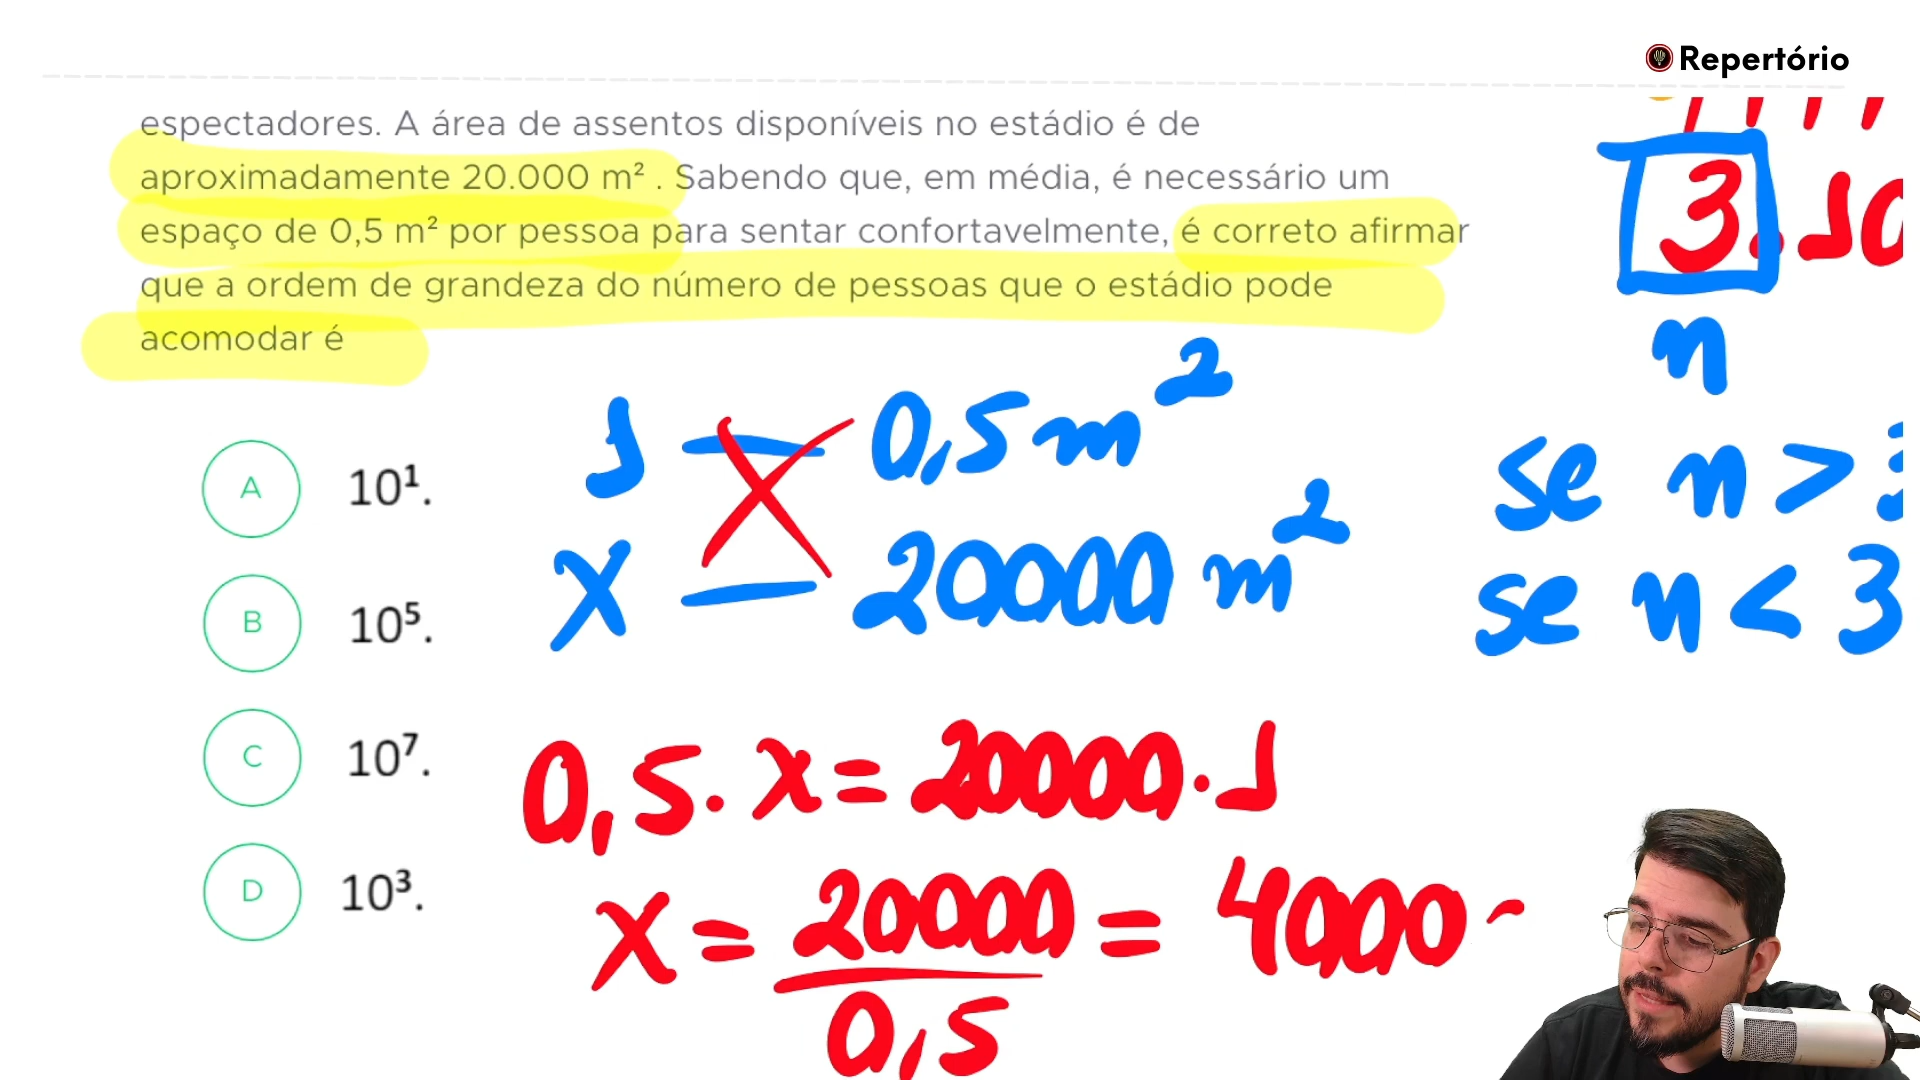 Repertório
espectadores. A área de assentos disponíveis no estádio é de
aproximadamente 20.000 m² . Sabendo que, em média, é necessário um
espaço de 0,5 m² por pessoa para sentar confortavelmente, é correto afirmar
que a ordem de grandeza do número de pessoas que o estádio pode
acomodar é
A 10¹.
B 10⁵.
C 10⁷.
D 10³.
1 — 0,5 m²
x — 20000 m²
0,5 . x = 20000 . 1
x = 20000 = 4000
0,5
3 . 10
n
se n >
se n < 3